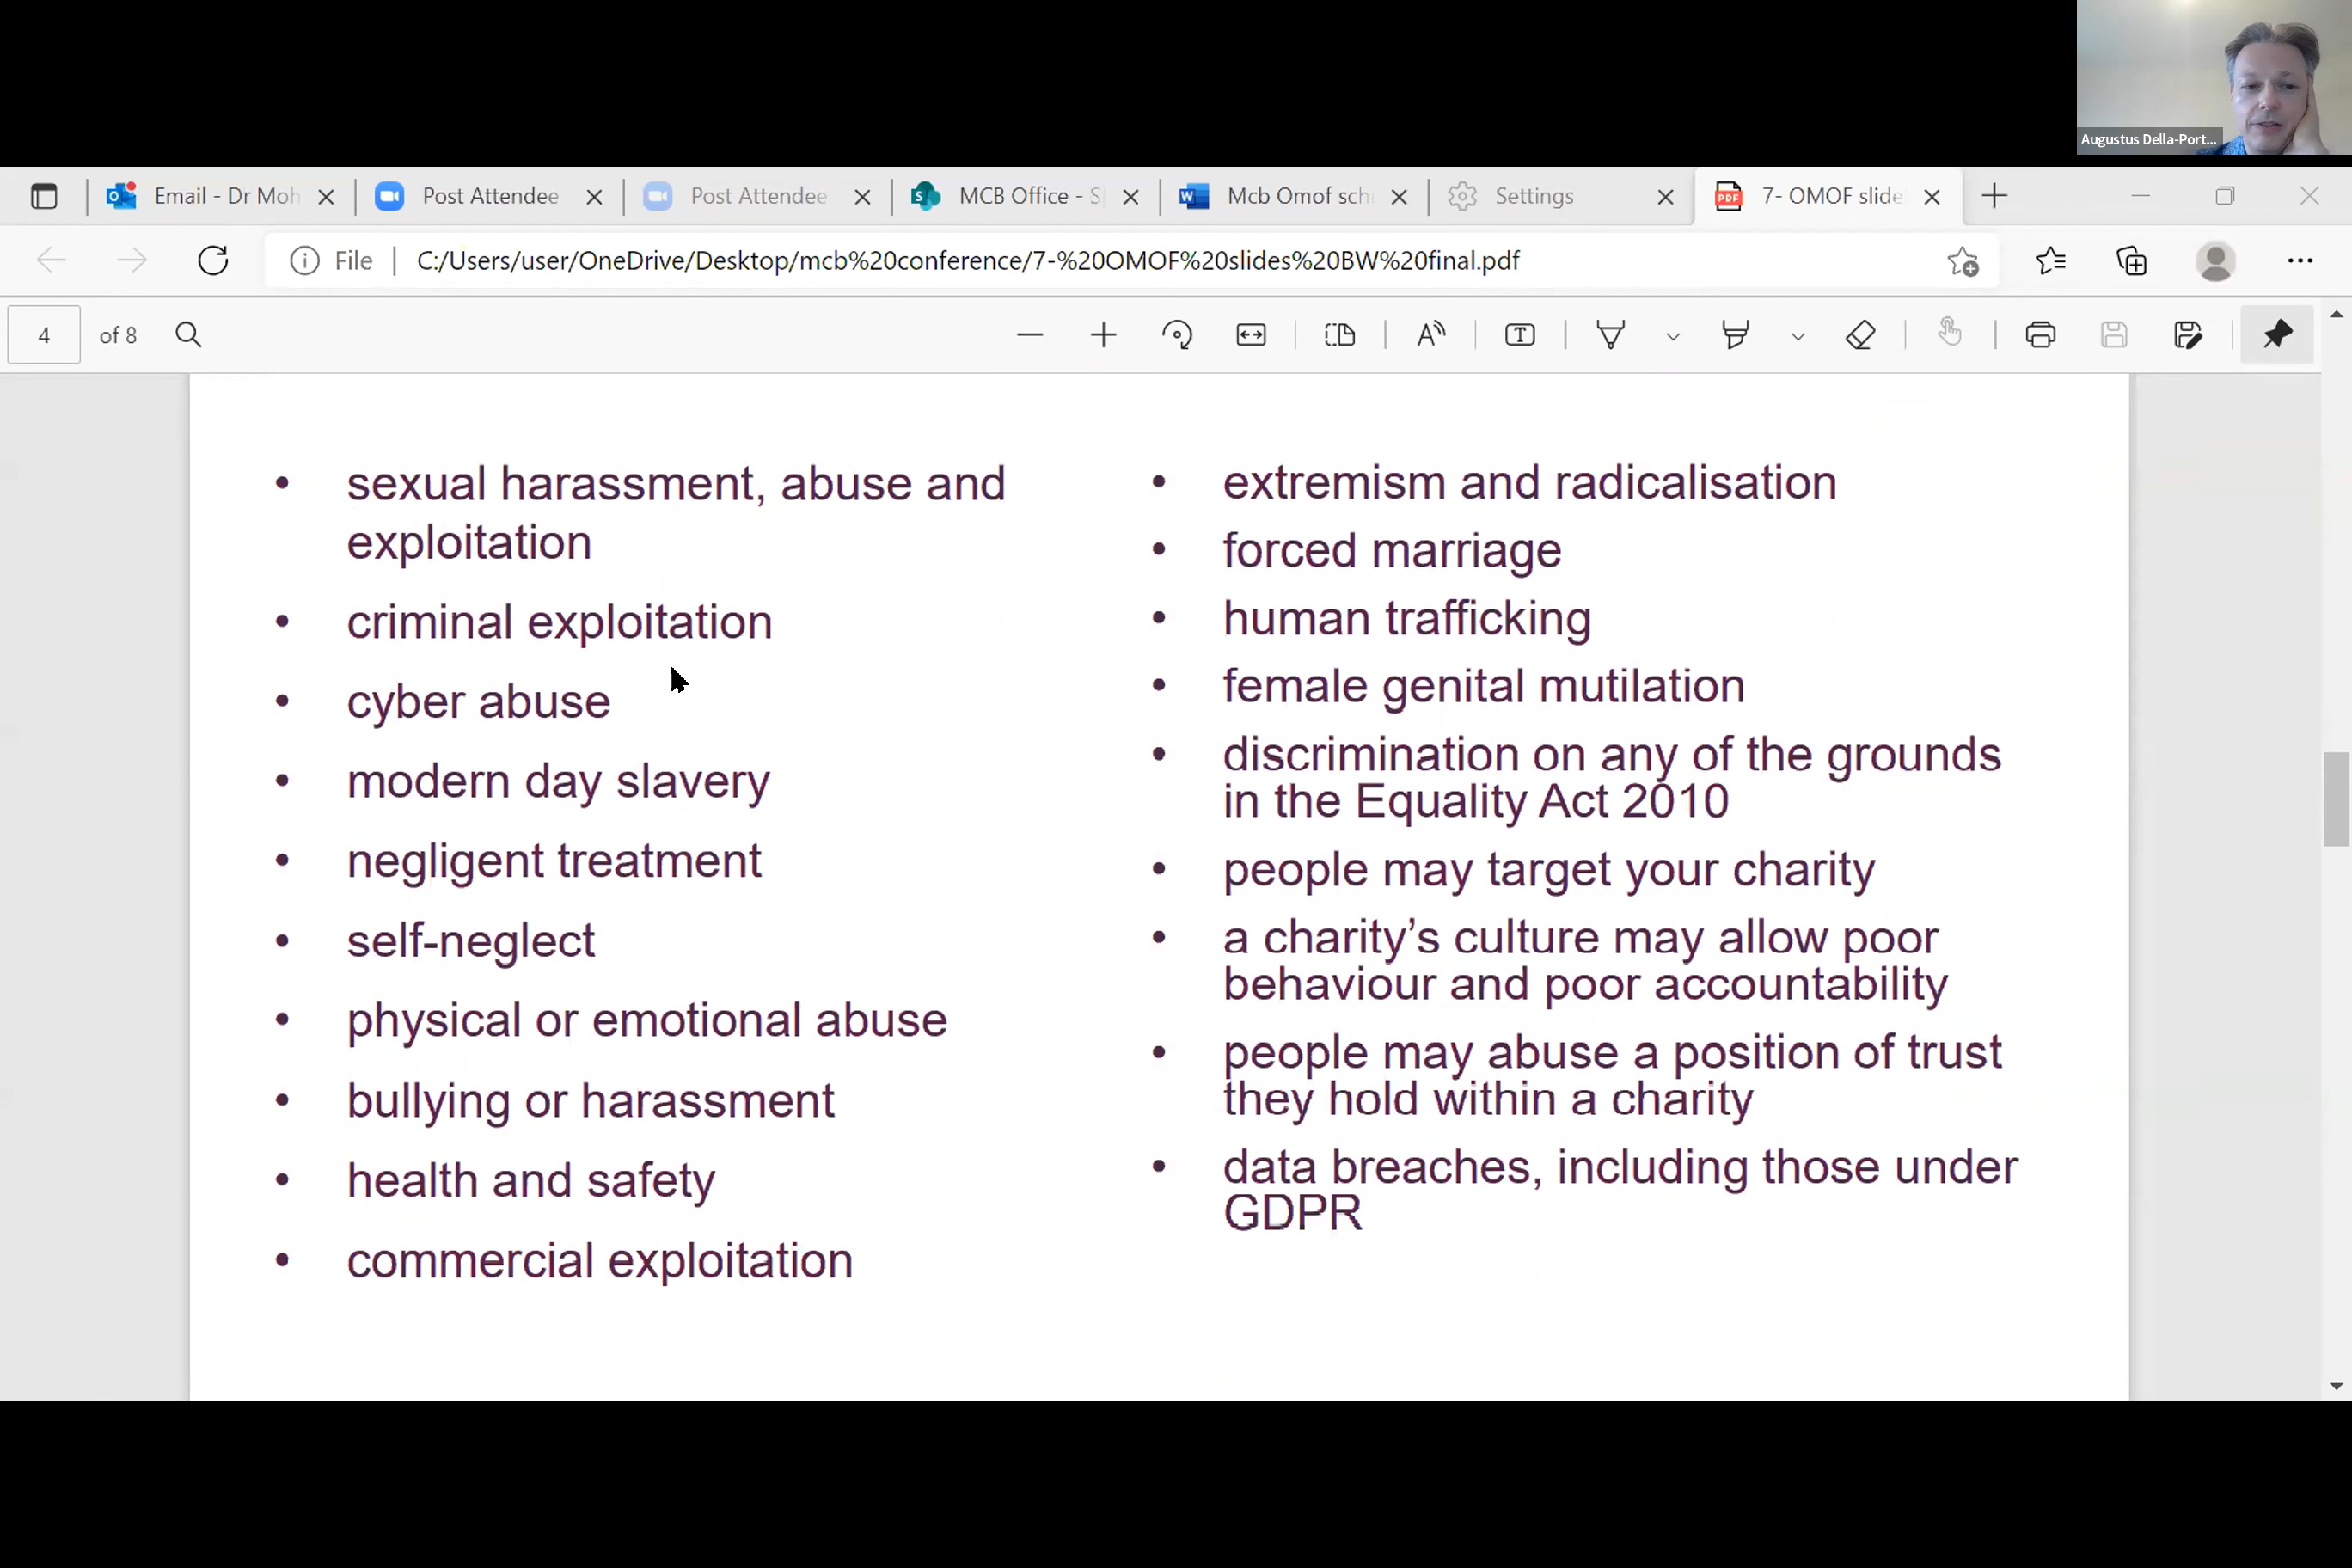 Augustus Della-Port...
Email - Dr Moh
Post Attendee
Post Attendee
MCB Office - S
Mcb Omof sch
Settings
7- OMOF slide
File
C:/Users/user/OneDrive/Desktop/mcb%20conference/7-%20OMOF%20slides%20BW%20final.pdf
4 of 8
• sexual harassment, abuse and
exploitation
• criminal exploitation
• cyber abuse
• modern day slavery
• negligent treatment
• self-neglect
• physical or emotional abuse
• bullying or harassment
• health and safety
• commercial exploitation
• extremism and radicalisation
• forced marriage
• human trafficking
• female genital mutilation
• discrimination on any of the grounds
in the Equality Act 2010
• people may target your charity
• a charity’s culture may allow poor
behaviour and poor accountability
• people may abuse a position of trust
they hold within a charity
• data breaches, including those under
GDPR